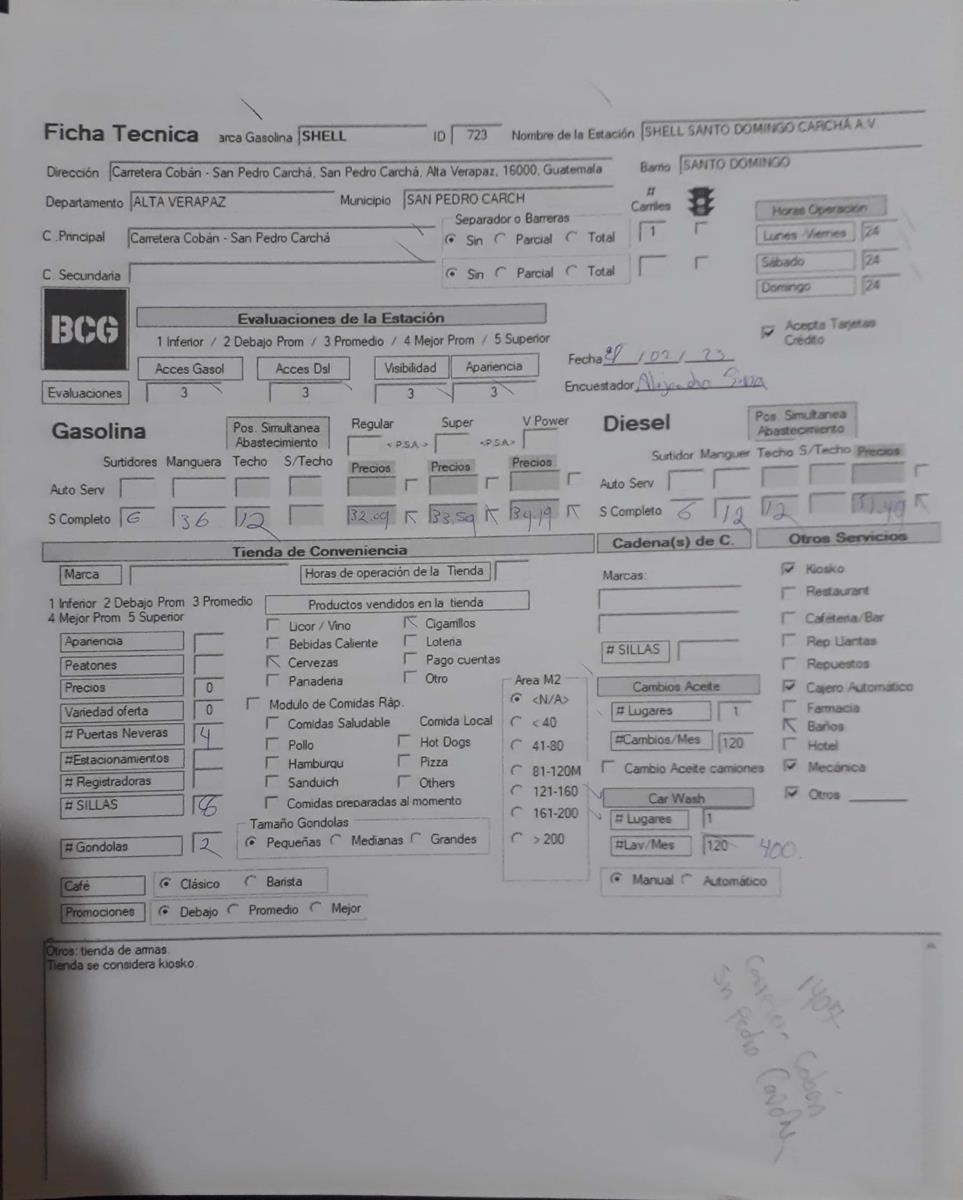 Ficha Tecnica arca Gasolina SHELL ID 723 Nombre de la Estación SHELL SANTO DOMINGO CARCHÁ A.V
Dirección Carretera Cobán - San Pedro Carchá, San Pedro Carchá, Alta Verapaz, 16000, Guatemala Barrio SANTO DOMINGO
Departamento ALTA VERAPAZ Municipio SAN PEDRO CARCH # Carriles
C .Principal Carretera Cobán - San Pedro Carchá Separador o Barreras Sin Parcial Total 1
C. Secundaria Sin Parcial Total
Horas Operación
Lunes -Viernes 24
Sábado 24
Domingo 24
BCG
Evaluaciones de la Estación
1 Inferior / 2 Debajo Prom / 3 Promedio / 4 Mejor Prom / 5 Superior
Acepta Tarjetas Crédito
Acces Gasol Acces Dsl Visibilidad Apariencia
Evaluaciones 3 3 3 3
Fecha /02/23
Encuestador Alejandro
Gasolina Pos. Simultanea Abastecimiento Regular <P.S.A.> Super <P.S.A> V Power
Surtidores Manguera Techo S/Techo Precios Precios Precios
Auto Serv
S Completo 6 36 12 32.09 33.59 34.19
Diesel Pos. Simultanea Abastecimiento
Surtidor Manguer Techo S/Techo Precios
Auto Serv
S Completo 6 12 12 31.49
Tienda de Conveniencia
Marca Horas de operación de la Tienda
1 Inferior 2 Debajo Prom 3 Promedio
4 Mejor Prom 5 Superior
Apariencia
Peatones
Precios 0
Variedad oferta 0
# Puertas Neveras 4
#Estacionamientos
# Registradoras
# SILLAS 8
# Gondolas 2
Productos vendidos en la tienda
Licor / Vino Cigarrillos
Bebidas Caliente Loteria
Cervezas Pago cuentas
Panaderia Otro
Modulo de Comidas Ráp.
Comidas Saludable Comida Local
Pollo Hot Dogs
Hamburqu Pizza
Sanduich Others
Comidas preparadas al momento
Tamaño Gondolas
Pequeñas Medianas Grandes
Area M2
<N/A>
< 40
41-80
81-120M
121-160
161-200
> 200
Café Clásico Barista
Promociones Debajo Promedio Mejor
Cadena(s) de C.
Marcas:
# SILLAS
Cambios Aceite
# Lugares 1
#Cambios/Mes 120
Cambio Aceite camiones
Car Wash
# Lugares 1
#Lav/Mes 120 400
Manual Automático
Otros Servicios
Kiosko
Restaurant
Cafeteria/Bar
Rep Llantas
Repuestos
Cajero Automático
Farmacia
Baños
Hotel
Mecánica
Otros
Otros: tienda de armas.
Tienda se considera kiosko.
Cobán